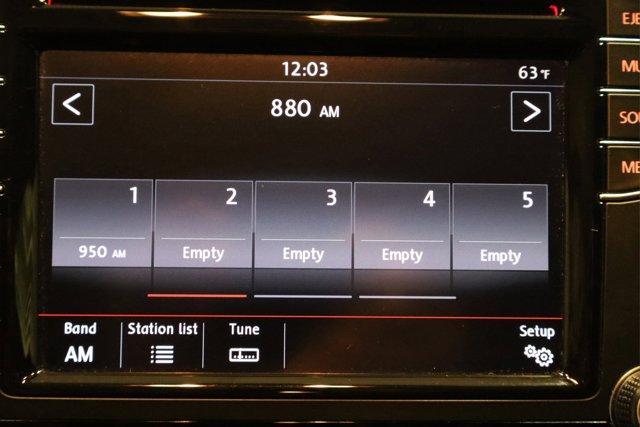 12:03
63°F
880 AM
1
2
3
4
5
950 AM
Empty
Empty
Empty
Empty
Band
Station list
Tune
Setup
AM